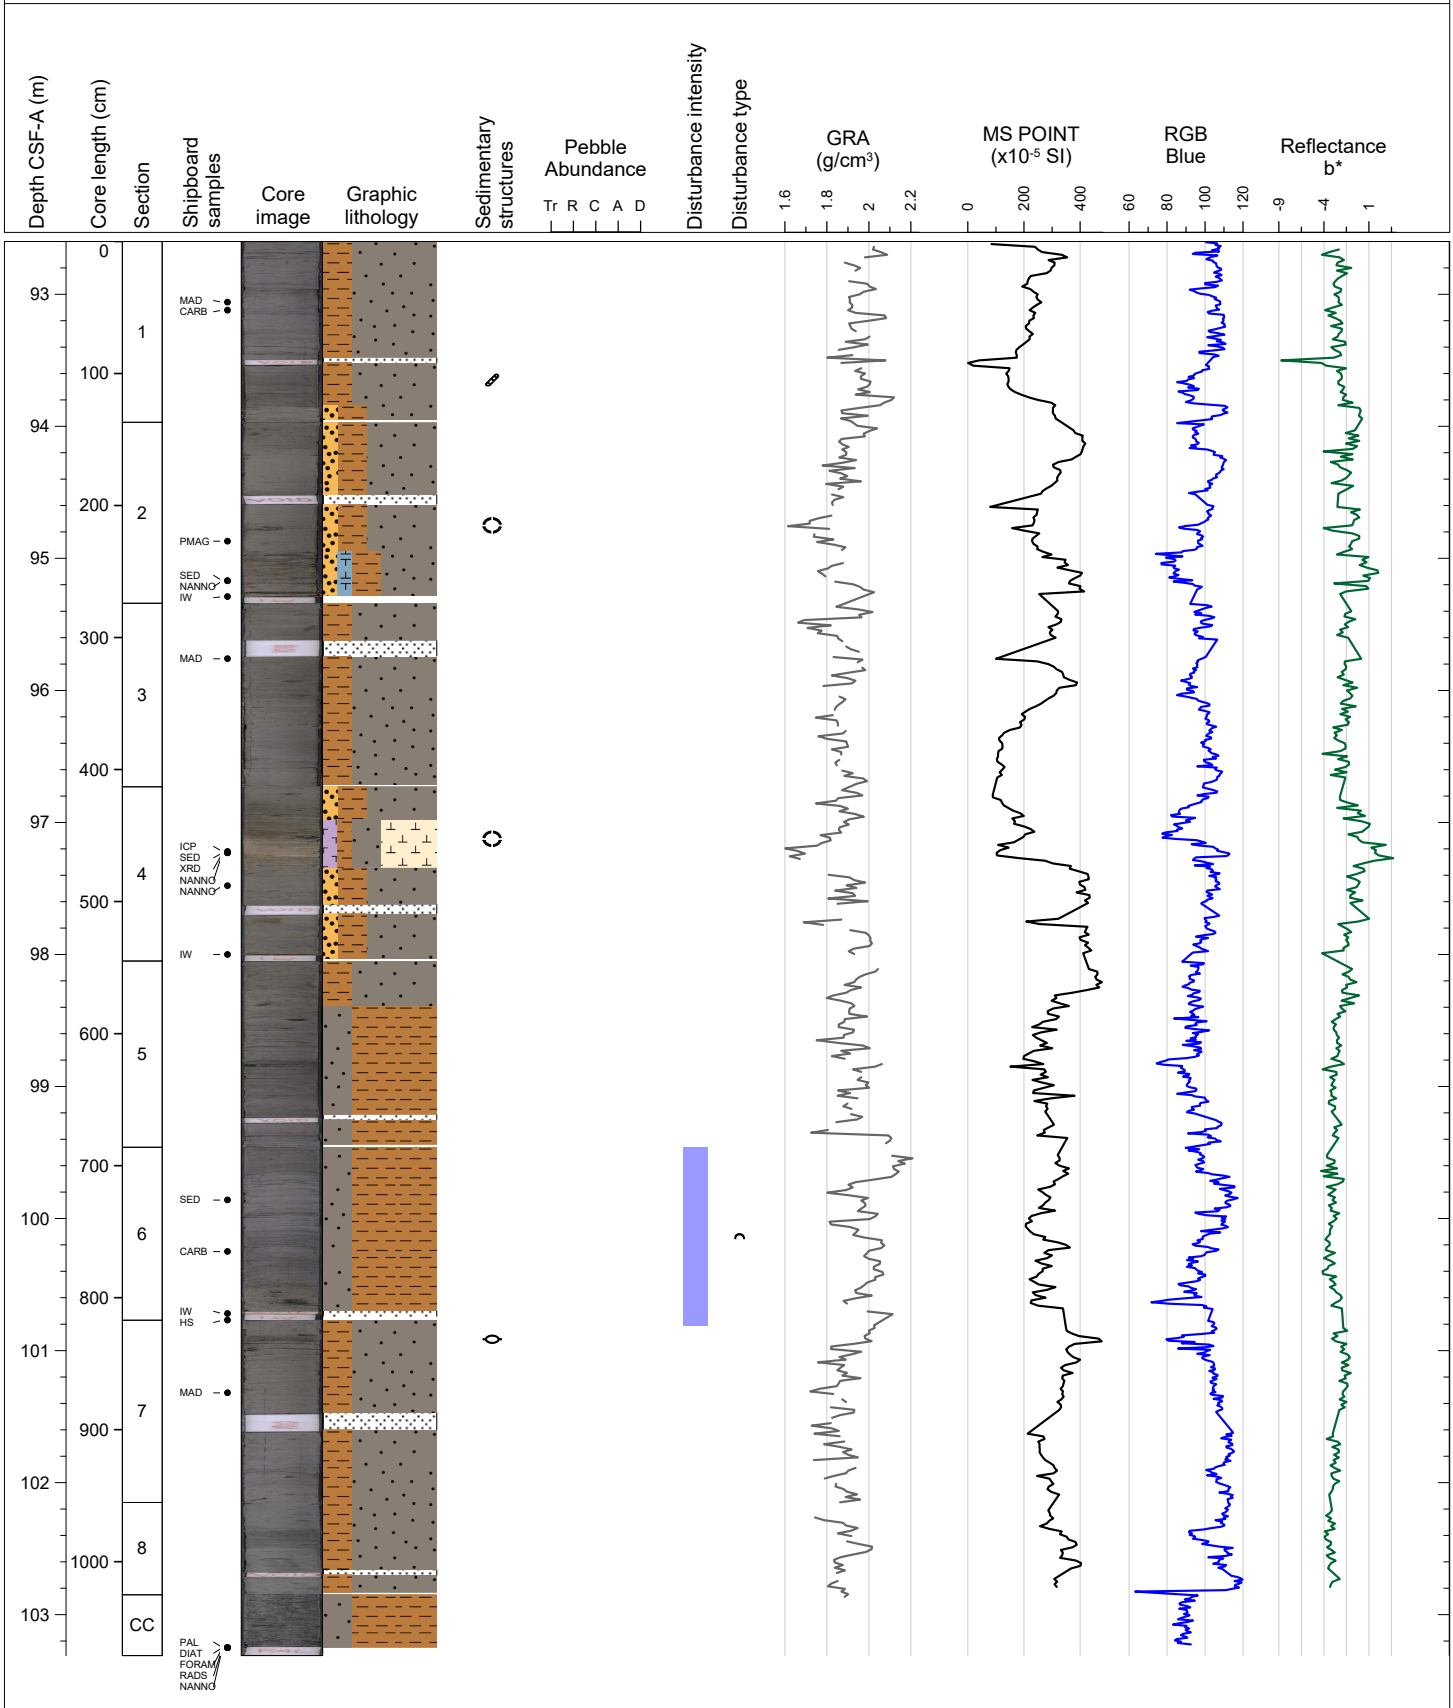 Depth CSF-A (m)
Core length (cm)
Section
Shipboard
samples
Core
image
Graphic
lithology
Sedimentary
structures
Pebble
Abundance
Tr R C A D
Disturbance intensity
Disturbance type
GRA
(g/cm³)
1.6 1.8 2 2.2
MS POINT
(x10⁻⁵ SI)
0 200 400
RGB
Blue
60 80 100 120
Reflectance
b*
-9 -4 1
0
93
MAD
CARB
1
VOID
100
94
VOID
200
2
PMAG
95
SED
NANNO
IW
300
MAD
3
96
400
97
ICP
SED
XRD
NANNO
NANNO
4
500
VOID
98
IW
600
5
99
VOID
700
SED
100
6
CARB
800
IW
HS
101
MAD
7
900
102
8
1000
103
CC
PAL
PAL
DIAT
FORAM
RADS
NANNO